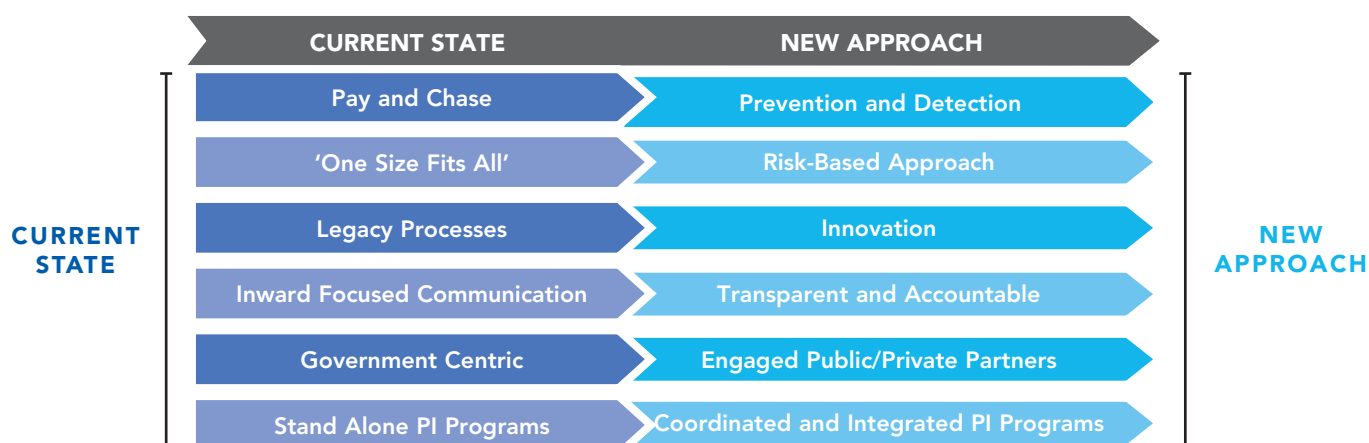 CURRENT STATE NEW APPROACH
Pay and Chase Prevention and Detection
‘One Size Fits All’ Risk-Based Approach
Legacy Processes Innovation
CURRENT
STATE
NEW
APPROACH
Inward Focused Communication Transparent and Accountable
Government Centric Engaged Public/Private Partners
Stand Alone PI Programs Coordinated and Integrated PI Programs